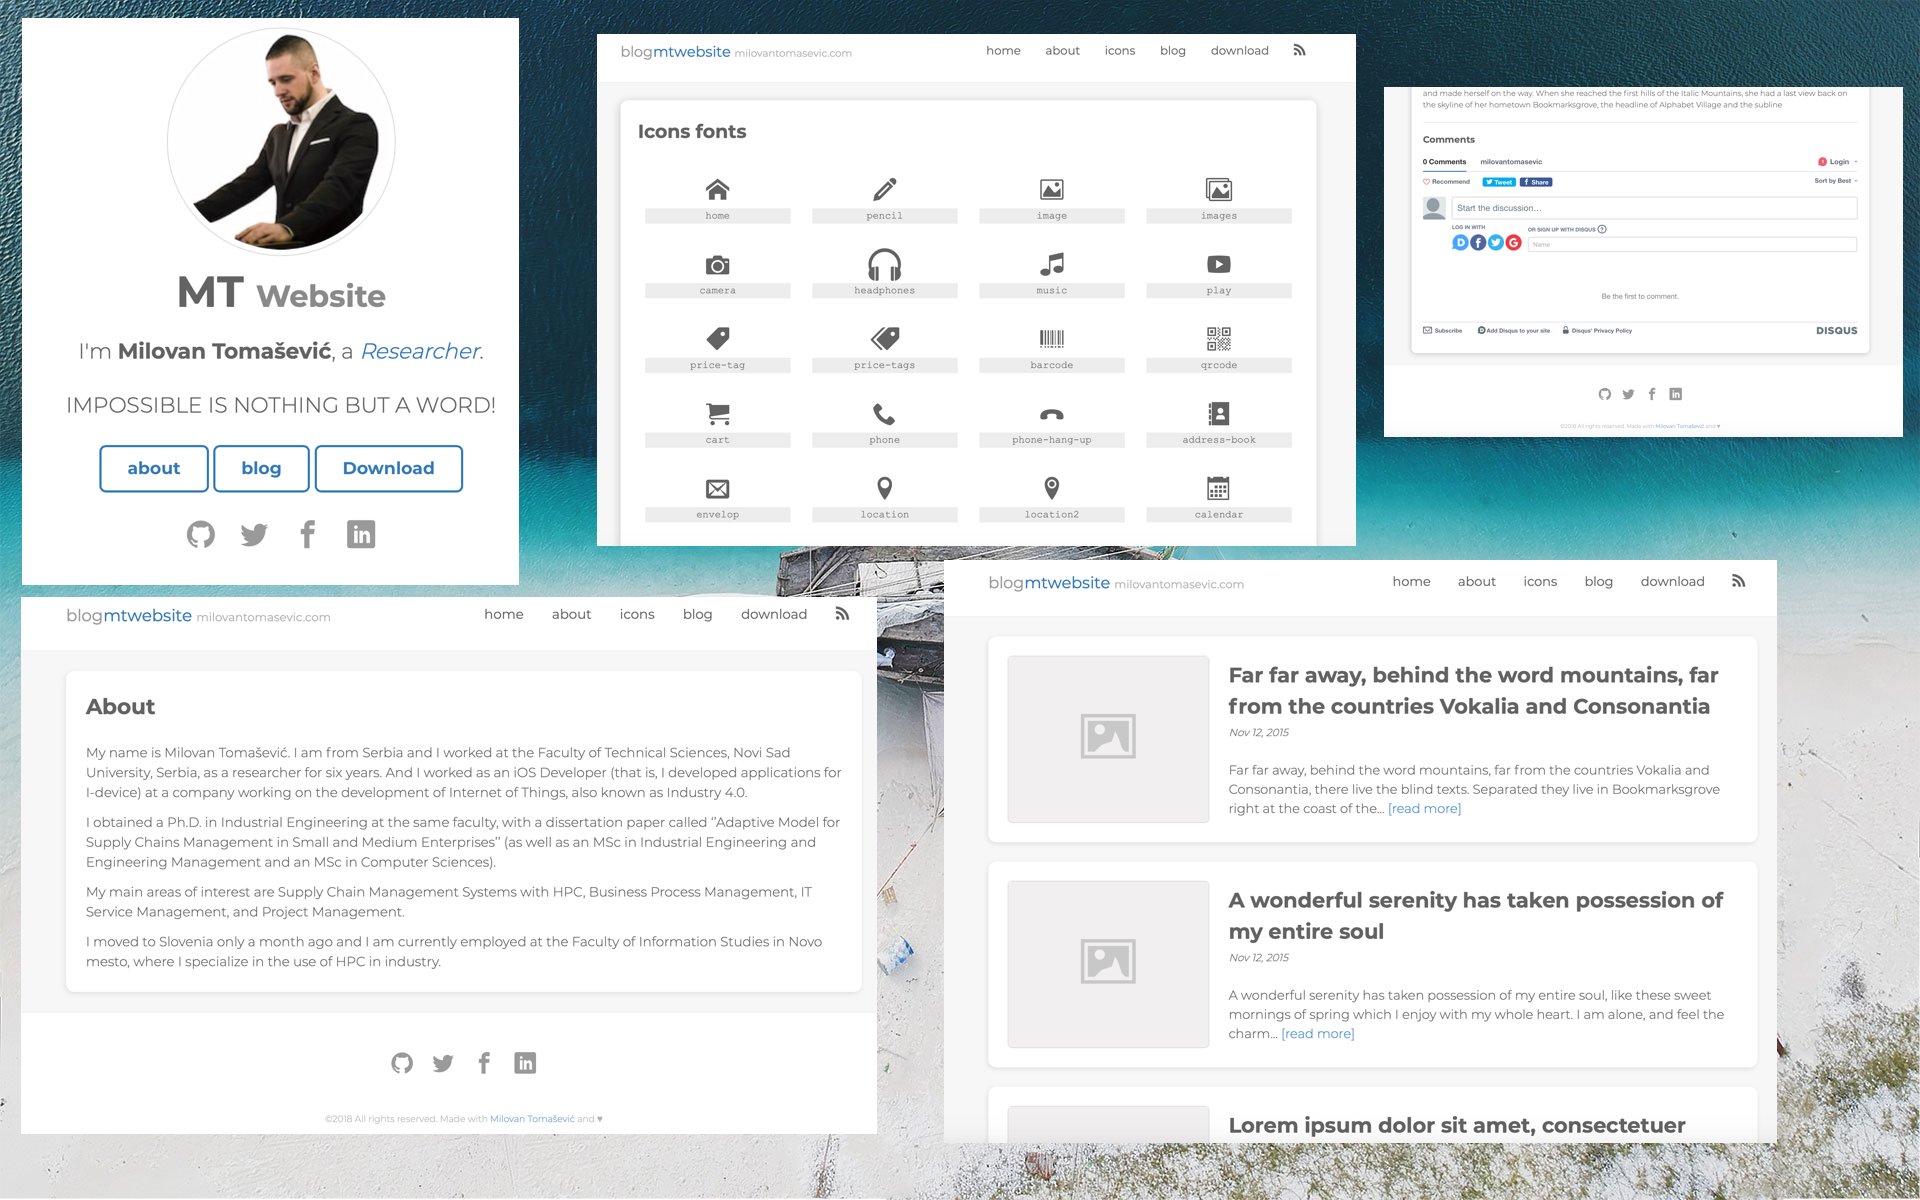 MT Website
I'm Milovan Tomašević, a Researcher.
IMPOSSIBLE IS NOTHING BUT A WORD!
about blog Download
blogmtwebsite milovantomasevic.com home about icons blog download
Icons fonts
home pencil image images
camera headphones music play
price-tag price-tags barcode qrcode
cart phone phone-hang-up address-book
envelop location location2 calendar
and made herself on the way. When she reached the first hills of the Italic Mountains, she had a last view back on
the skyline of her hometown Bookmarksgrove, the headline of Alphabet Village and the subline
Comments
0 Comments milovantomasevic Login
Recommend Tweet Share Sort by Best
Start the discussion...
LOG IN WITH OR SIGN UP WITH DISQUS ?
Name
Be the first to comment.
Subscribe Add Disqus to your site Disqus' Privacy Policy DISQUS
©2018 All rights reserved. Made with Milovan Tomašević and ♥
blogmtwebsite milovantomasevic.com home about icons blog download
About
My name is Milovan Tomašević. I am from Serbia and I worked at the Faculty of Technical Sciences, Novi Sad
University, Serbia, as a researcher for six years. And I worked as an iOS Developer (that is, I developed applications for
I-device) at a company working on the development of Internet of Things, also known as Industry 4.0.
I obtained a Ph.D. in Industrial Engineering at the same faculty, with a dissertation paper called ‘’Adaptive Model for
Supply Chains Management in Small and Medium Enterprises’’ (as well as an MSc in Industrial Engineering and
Engineering Management and an MSc in Computer Sciences).
My main areas of interest are Supply Chain Management Systems with HPC, Business Process Management, IT
Service Management, and Project Management.
I moved to Slovenia only a month ago and I am currently employed at the Faculty of Information Studies in Novo
mesto, where I specialize in the use of HPC in industry.
©2018 All rights reserved. Made with Milovan Tomašević and ♥
blogmtwebsite milovantomasevic.com home about icons blog download
Far far away, behind the word mountains, far
from the countries Vokalia and Consonantia
Nov 12, 2015
Far far away, behind the word mountains, far from the countries Vokalia and
Consonantia, there live the blind texts. Separated they live in Bookmarksgrove
right at the coast of the... [read more]
A wonderful serenity has taken possession of
my entire soul
Nov 12, 2015
A wonderful serenity has taken possession of my entire soul, like these sweet
mornings of spring which I enjoy with my whole heart. I am alone, and feel the
charm... [read more]
Lorem ipsum dolor sit amet, consectetuer